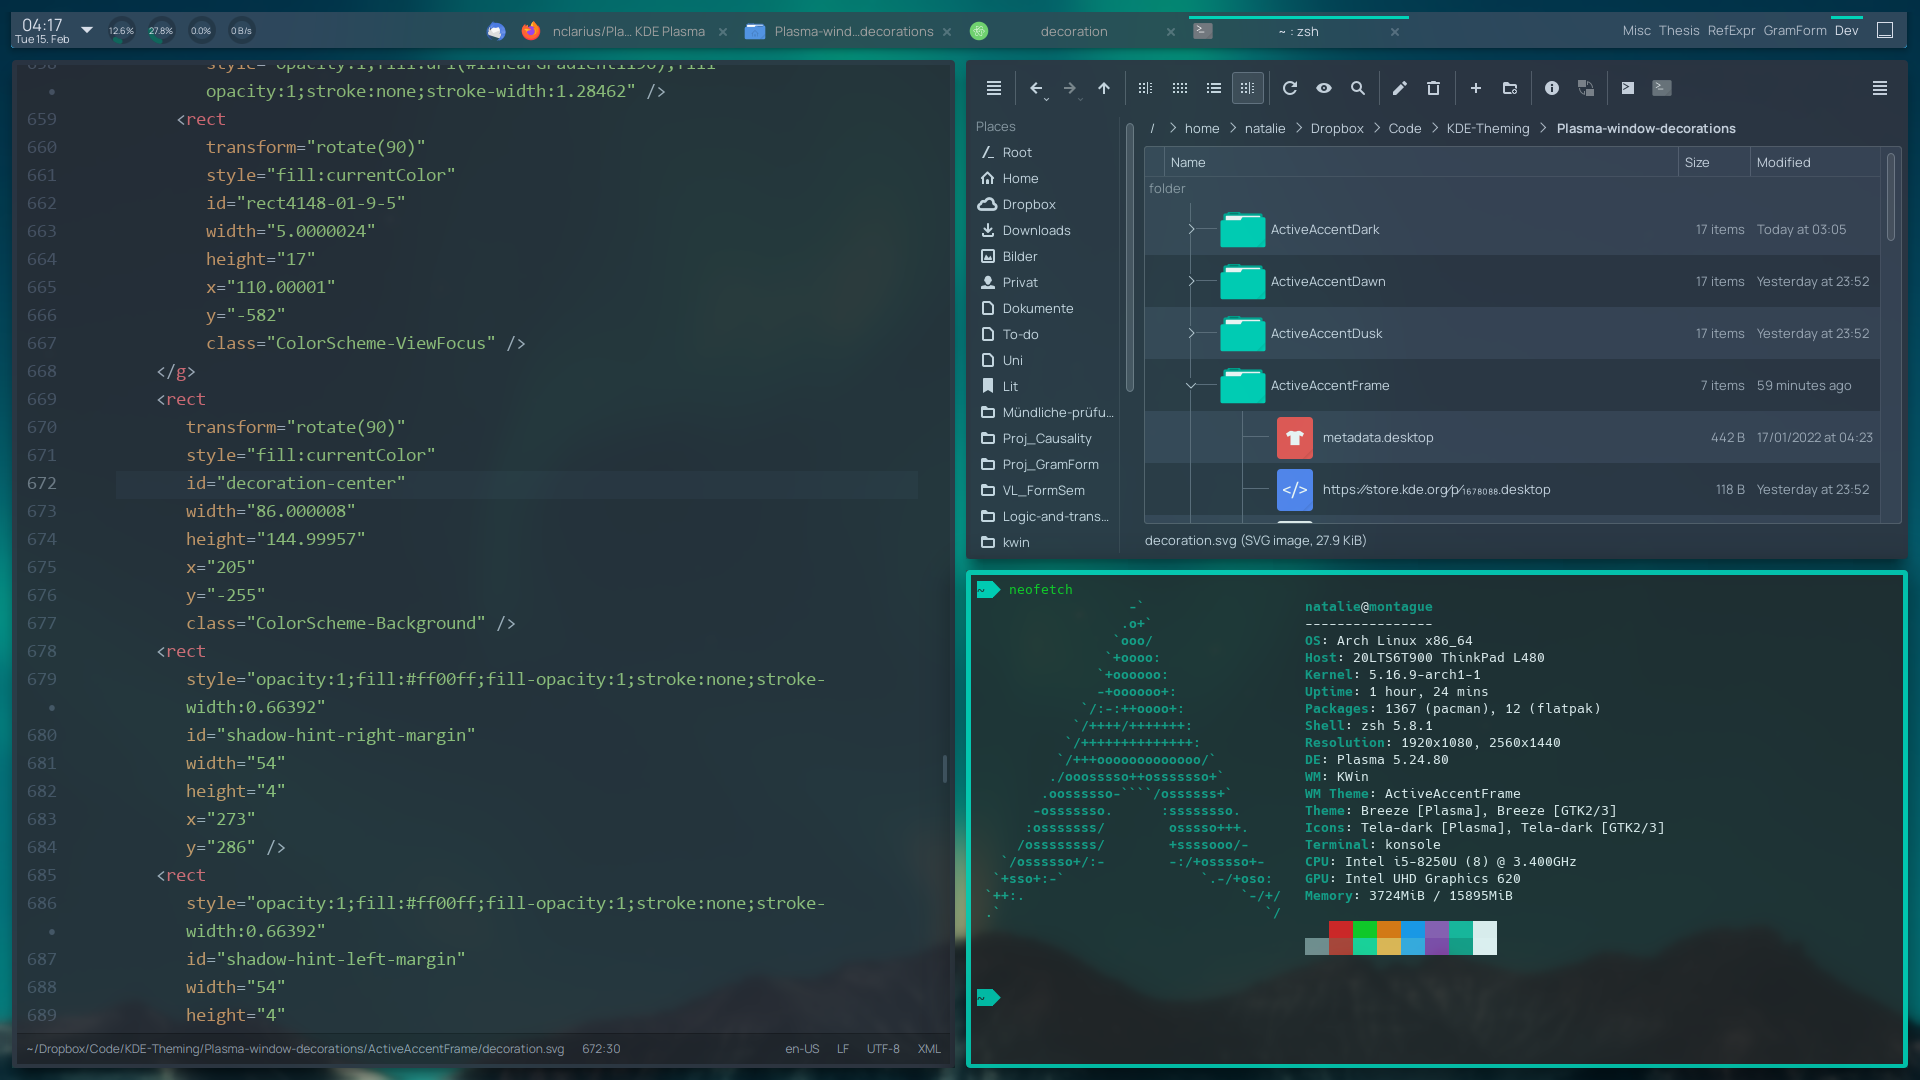 04:17
Tue 15. Feb
12.6%
27.8%
0.0%
0 B/s
nclarius/Pla... KDE Plasma
Plasma-wind...decorations
decoration
~ : zsh
Misc Thesis RefExpr GramForm Dev
opacity:1;stroke:none;stroke-width:1.28462" />
659 <rect
660 transform="rotate(90)"
661 style="fill:currentColor"
662 id="rect4148-01-9-5"
663 width="5.0000024"
664 height="17"
665 x="110.00001"
666 y="-582"
667 class="ColorScheme-ViewFocus" />
668 </g>
669 <rect
670 transform="rotate(90)"
671 style="fill:currentColor"
672 id="decoration-center"
673 width="86.000008"
674 height="144.99957"
675 x="205"
676 y="-255"
677 class="ColorScheme-Background" />
678 <rect
679 style="opacity:1;fill:#ff00ff;fill-opacity:1;stroke:none;stroke-
width:0.66392"
680 id="shadow-hint-right-margin"
681 width="54"
682 height="4"
683 x="273"
684 y="286" />
685 <rect
686 style="opacity:1;fill:#ff00ff;fill-opacity:1;stroke:none;stroke-
width:0.66392"
687 id="shadow-hint-left-margin"
688 width="54"
689 height="4"
~/Dropbox/Code/KDE-Theming/Plasma-window-decorations/ActiveAccentFrame/decoration.svg 672:30 en-US LF UTF-8 XML
Places
Root
Home
Dropbox
Downloads
Bilder
Privat
Dokumente
To-do
Uni
Lit
Mündliche-prüfu...
Proj_Causality
Proj_GramForm
VL_FormSem
Logic-and-trans...
kwin
/ > home > natalie > Dropbox > Code > KDE-Theming > Plasma-window-decorations
Name Size Modified
folder
ActiveAccentDark 17 items Today at 03:05
ActiveAccentDawn 17 items Yesterday at 23:52
ActiveAccentDusk 17 items Yesterday at 23:52
ActiveAccentFrame 7 items 59 minutes ago
metadata.desktop 442 B 17/01/2022 at 04:23
https://store.kde.org/p/1678088.desktop 118 B Yesterday at 23:52
decoration.svg (SVG image, 27.9 KiB)
~ neofetch
natalie@montague
----------------
OS: Arch Linux x86_64
Host: 20LTS6T900 ThinkPad L480
Kernel: 5.16.9-arch1-1
Uptime: 1 hour, 24 mins
Packages: 1367 (pacman), 12 (flatpak)
Shell: zsh 5.8.1
Resolution: 1920x1080, 2560x1440
DE: Plasma 5.24.80
WM: KWin
WM Theme: ActiveAccentFrame
Theme: Breeze [Plasma], Breeze [GTK2/3]
Icons: Tela-dark [Plasma], Tela-dark [GTK2/3]
Terminal: konsole
CPU: Intel i5-8250U (8) @ 3.400GHz
GPU: Intel UHD Graphics 620
Memory: 3724MiB / 15895MiB
~